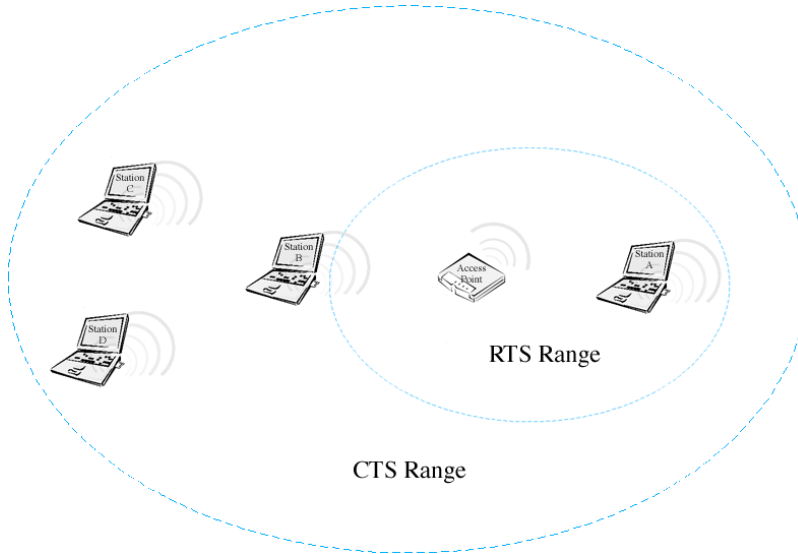 Station
C
Station
B
Access
Point
Station
A
Station
D
RTS Range
CTS Range